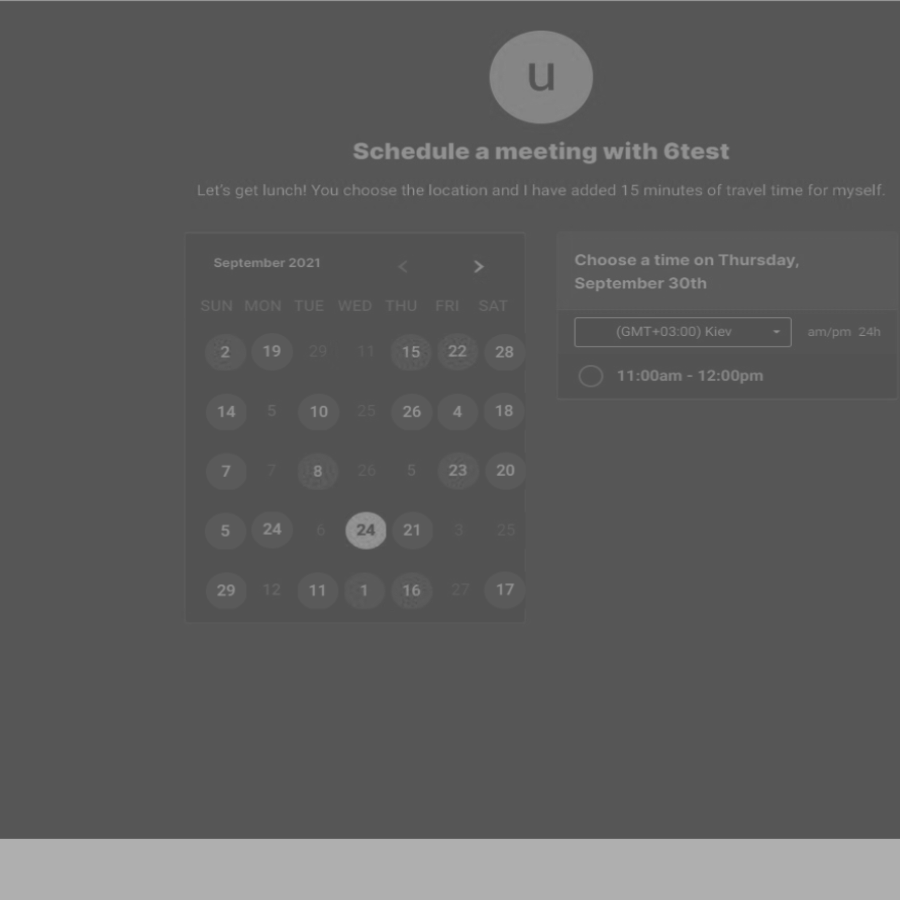 u
Schedule a meeting with 6test
Let's get lunch! You choose the location and I have added 15 minutes of travel time for myself.
September 2021
SUN MON TUE WED THU FRI SAT
2 19 29 11 15 22 28
14 5 10 25 26 4 18
7 7 8 26 5 23 20
5 24 6 24 21 3 25
29 12 11 1 16 27 17
Choose a time on Thursday,
September 30th
(GMT+03:00) Kiev am/pm 24h
11:00am - 12:00pm